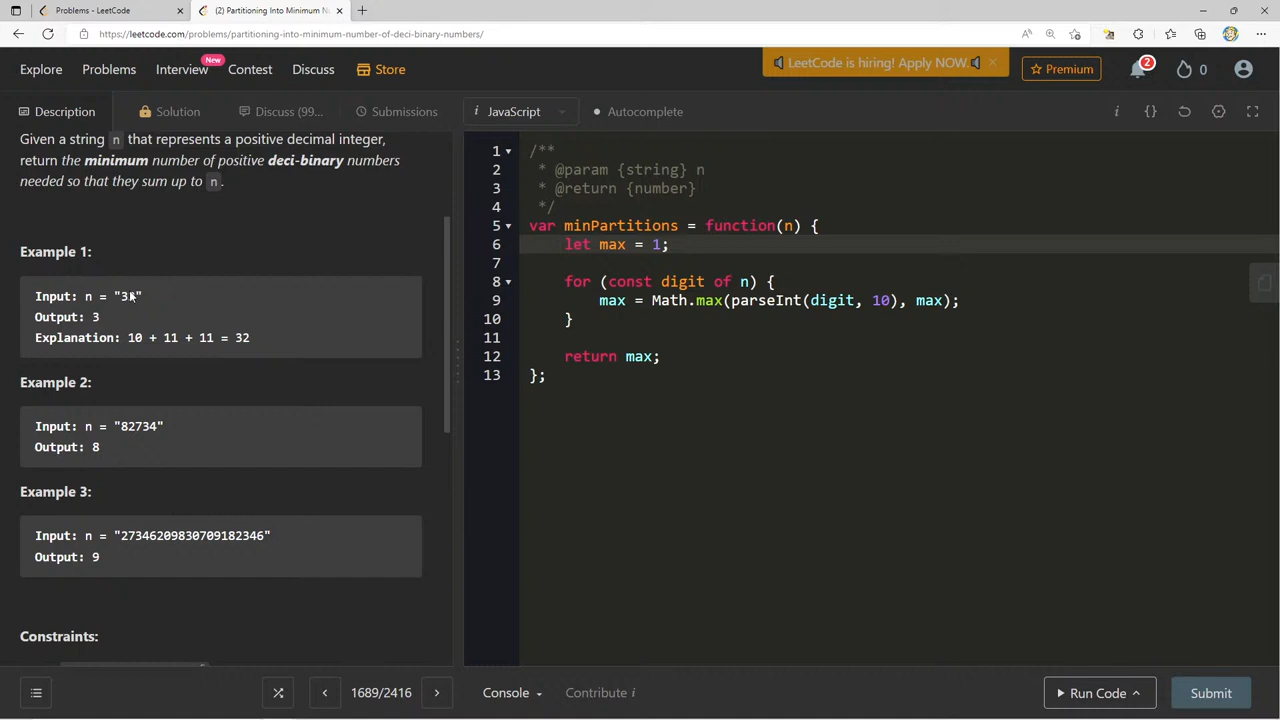 Problems - LeetCode
(2) Partitioning Into Minimum N
https://leetcode.com/problems/partitioning-into-minimum-number-of-deci-binary-numbers/
LeetCode is hiring! Apply NOW.
Explore Problems Interview New Contest Discuss Store Premium 2 0
Description Solution Discuss (99... Submissions
i JavaScript Autocomplete
Given a string n that represents a positive decimal integer,
return the minimum number of positive deci-binary numbers
needed so that they sum up to n.
Example 1:
Input: n = "32"
Output: 3
Explanation: 10 + 11 + 11 = 32
Example 2:
Input: n = "82734"
Output: 8
Example 3:
Input: n = "27346209830709182346"
Output: 9
Constraints:
1 /**
2 * @param {string} n
3 * @return {number}
4 */
5 var minPartitions = function(n) {
6 let max = 1;
7
8 for (const digit of n) {
9 max = Math.max(parseInt(digit, 10), max);
10 }
11
12 return max;
13 };
1689/2416
Console Contribute i
Run Code Submit